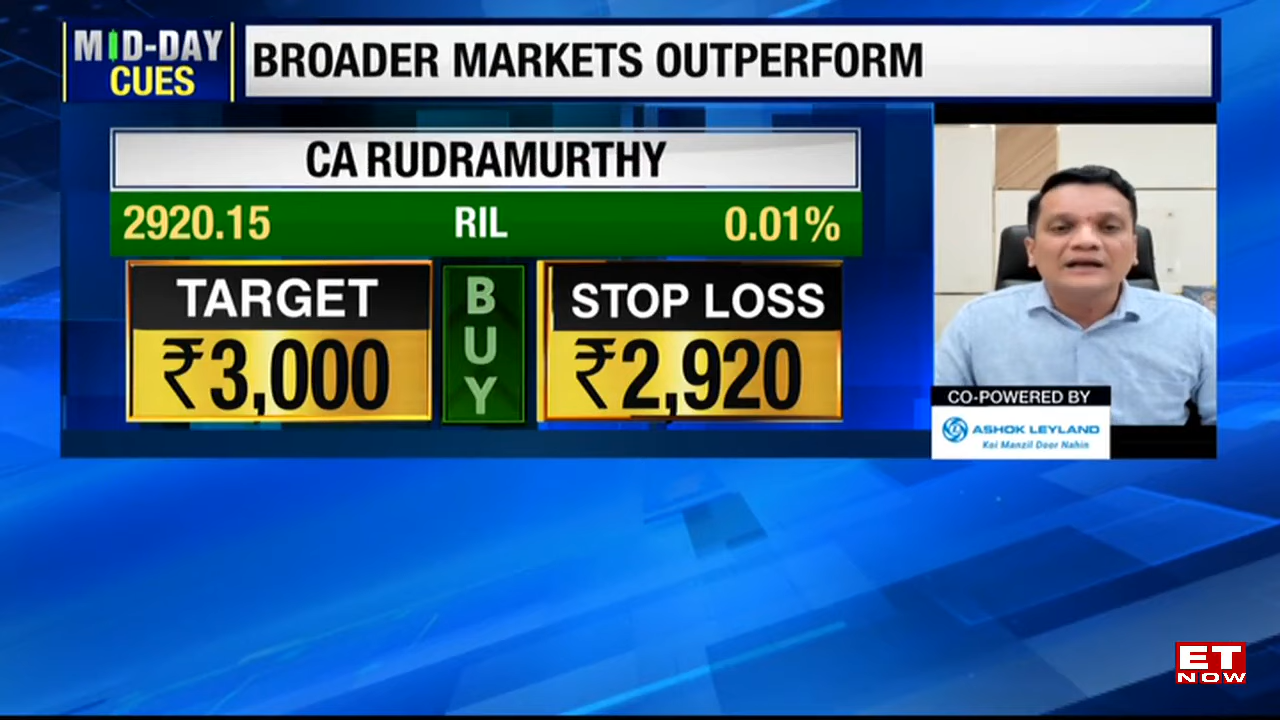 MID-DAY
CUES
BROADER MARKETS OUTPERFORM
CA RUDRAMURTHY
2920.15 RIL 0.01%
TARGET
₹3,000
BUY
STOP LOSS
₹2,920
CO-POWERED BY
ASHOK LEYLAND
Koi Manzil Door Nahin
ET
NOW